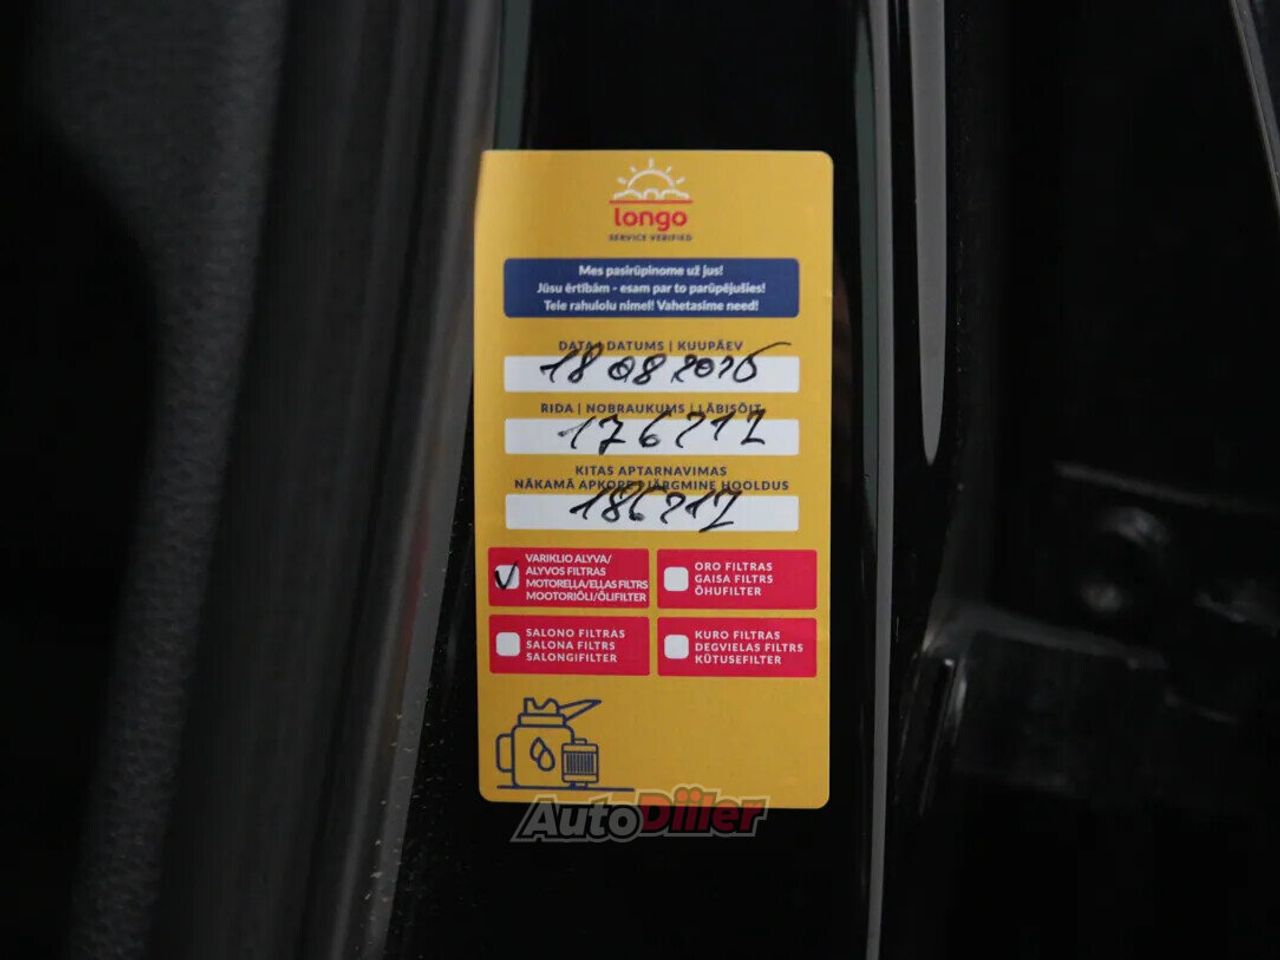 longo
SERVICE VERIFIED
Mes pasirūpinome už jus!
Jūsu ērtībām - esam par to parūpējušies!
Teie rahulolu nimel! Vahetasime need!
DATA | DATUMS | KUUPÄEV
18 08 2025
RIDA | NOBRAUKUMS | LÄBISÕIT
176717
KITAS APTARNAVIMAS
NĀKAMĀ APKOPE | JÄRGMINE HOOLDUS
186717
VARIKLIO ALYVA/
ALYVOS FILTRAS
MOTOREĻĻA/EĻĻAS FILTRS
MOOTORIÕLI/ÕLIFILTER
ORO FILTRAS
GAISA FILTRS
ÕHUFILTER
SALONO FILTRAS
SALONA FILTRS
SALONGIFILTER
KURO FILTRAS
DEGVIELAS FILTRS
KÜTUSEFILTER
AutoDiiler